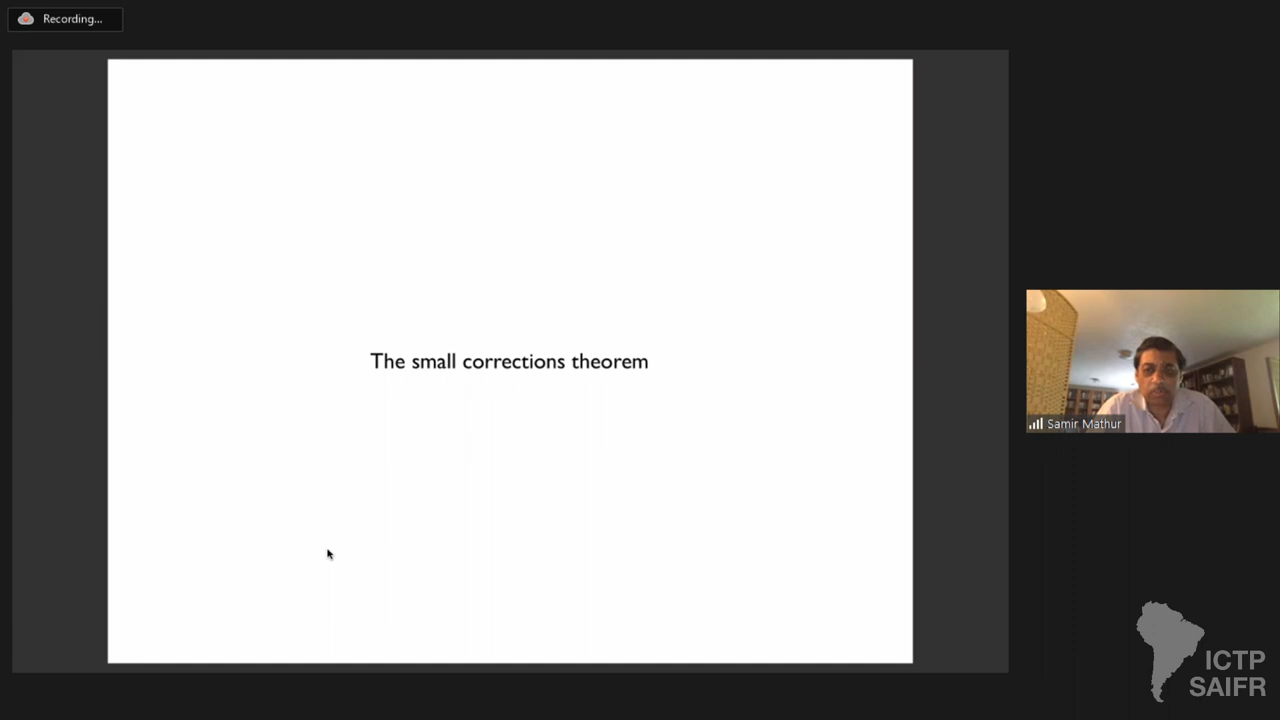 Recording...
The small corrections theorem
Samir Mathur
ICTP
SAIFR